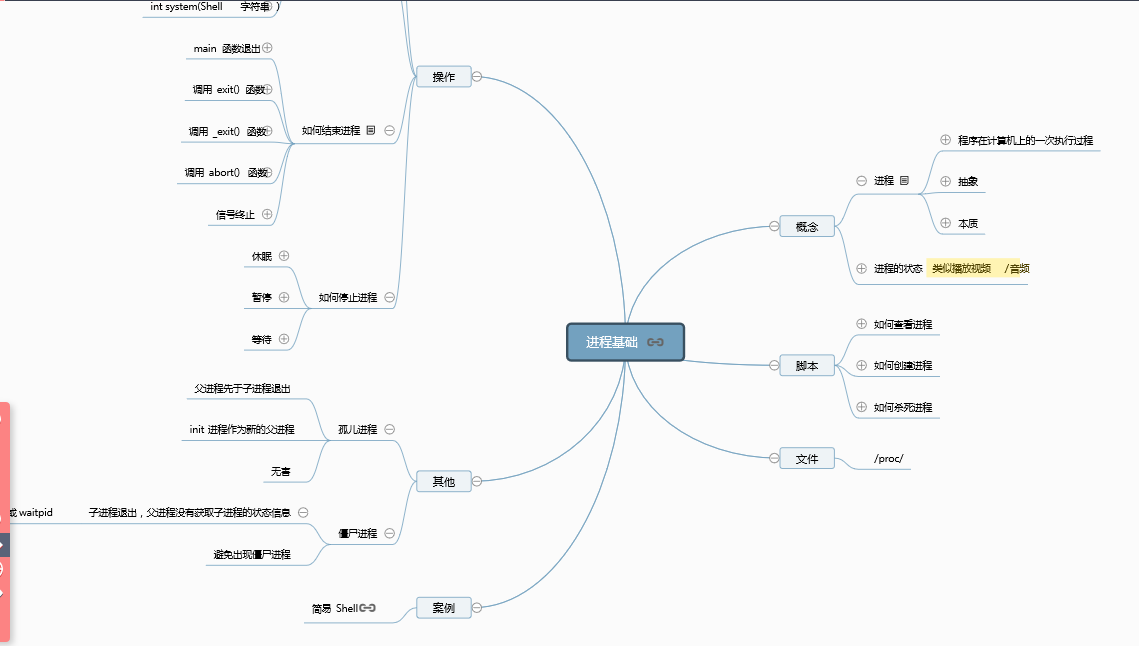 int system(Shell 字符串 )
main 函数退出
调用 exit() 函数
调用 _exit() 函数
调用 abort() 函数
信号终止
如何结束进程
操作
休眠
暂停
等待
如何停止进程
进程基础
概念
进程
程序在计算机上的一次执行过程
抽象
本质
进程的状态 类似播放视频 /音频
脚本
如何查看进程
如何创建进程
如何杀死进程
文件
/proc/
父进程先于子进程退出
init 进程作为新的父进程
无害
孤儿进程
其他
或 waitpid
子进程退出，父进程没有获取子进程的状态信息
避免出现僵尸进程
僵尸进程
简易 Shell
案例